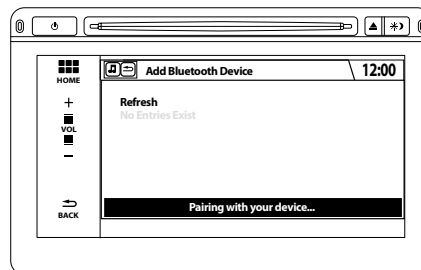 HOME
Add Bluetooth Device
12:00
+
VOL
–
Refresh
No Entries Exist
BACK
Pairing with your device...